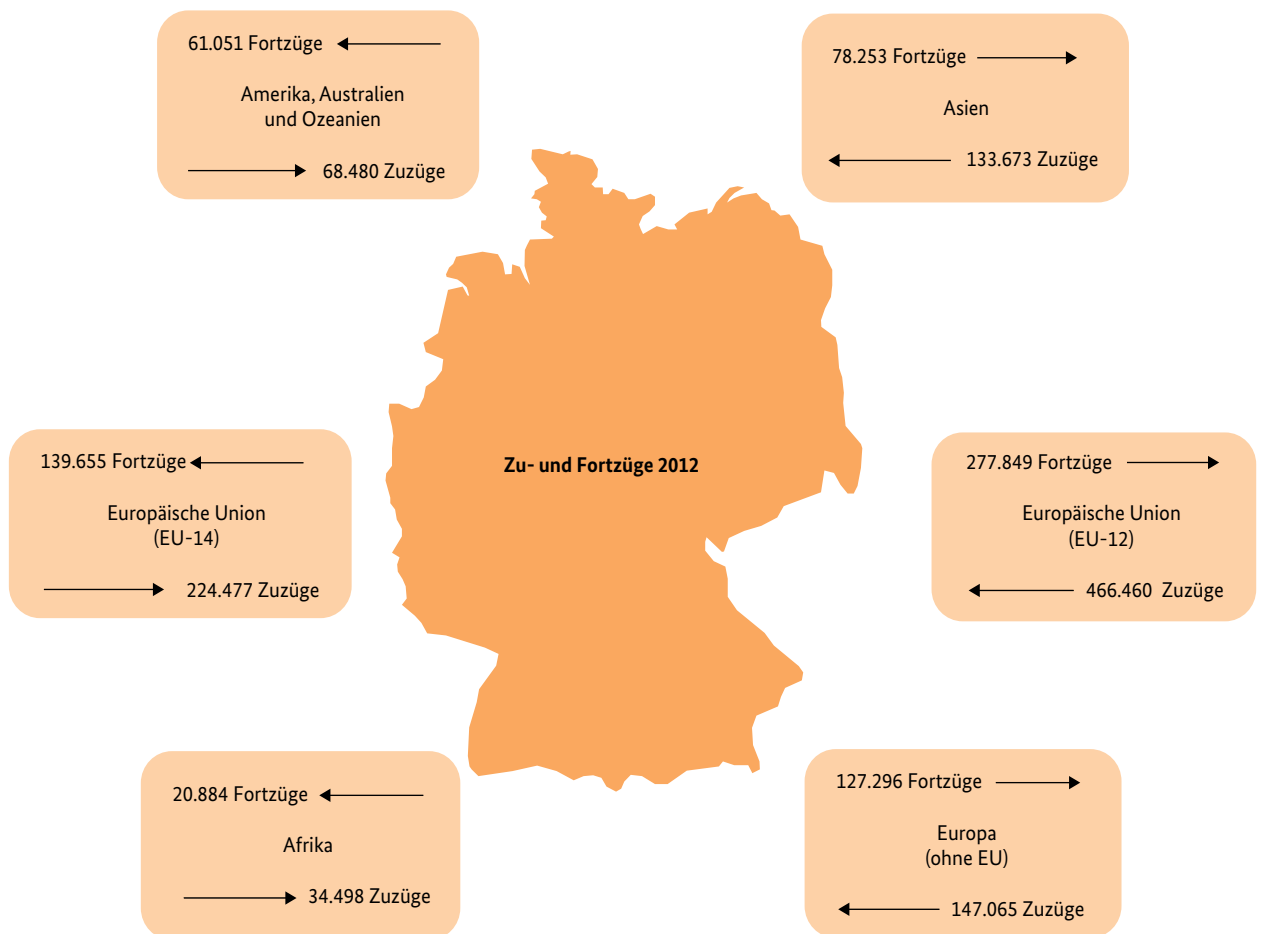 61.051 Fortzüge
Amerika, Australien
und Ozeanien
68.480 Zuzüge
78.253 Fortzüge
Asien
133.673 Zuzüge
139.655 Fortzüge
Europäische Union
(EU-14)
224.477 Zuzüge
Zu- und Fortzüge 2012
277.849 Fortzüge
Europäische Union
(EU-12)
466.460 Zuzüge
20.884 Fortzüge
Afrika
34.498 Zuzüge
127.296 Fortzüge
Europa
(ohne EU)
147.065 Zuzüge